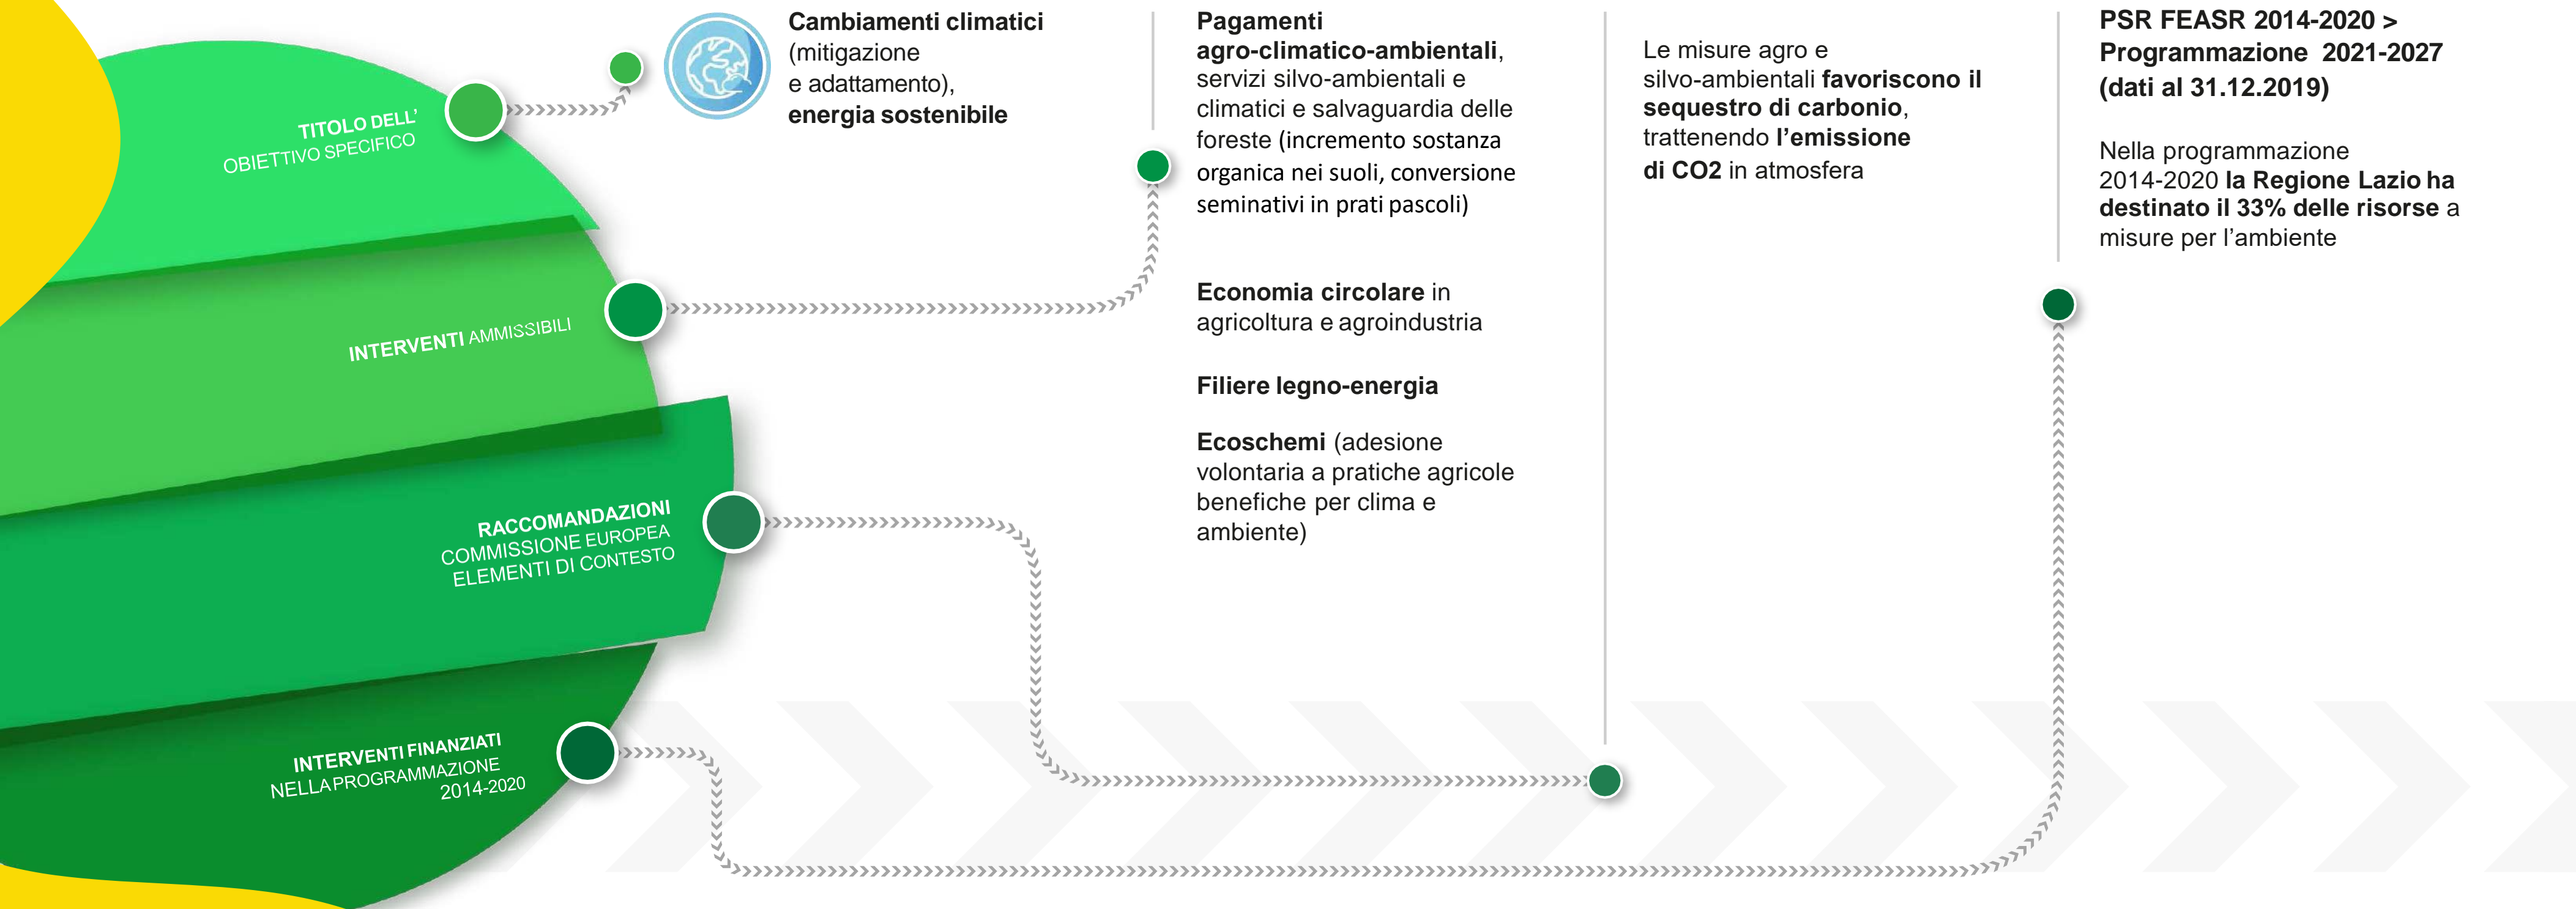 TITOLO DELL’
OBIETTIVO SPECIFICO
INTERVENTI AMMISSIBILI
RACCOMANDAZIONI
COMMISSIONE EUROPEA
ELEMENTI DI CONTESTO
INTERVENTI FINANZIATI
NELLA PROGRAMMAZIONE
2014-2020
Cambiamenti climatici
(mitigazione
e adattamento),
energia sostenibile
Pagamenti
agro-climatico-ambientali,
servizi silvo-ambientali e
climatici e salvaguardia delle
foreste (incremento sostanza
organica nei suoli, conversione
seminativi in prati pascoli)
Economia circolare in
agricoltura e agroindustria
Filiere legno-energia
Ecoschemi (adesione
volontaria a pratiche agricole
benefiche per clima e
ambiente)
Le misure agro e
silvo-ambientali favoriscono il
sequestro di carbonio,
trattenendo l’emissione
di CO2 in atmosfera
PSR FEASR 2014-2020 >
Programmazione 2021-2027
(dati al 31.12.2019)
Nella programmazione
2014-2020 la Regione Lazio ha
destinato il 33% delle risorse a
misure per l’ambiente